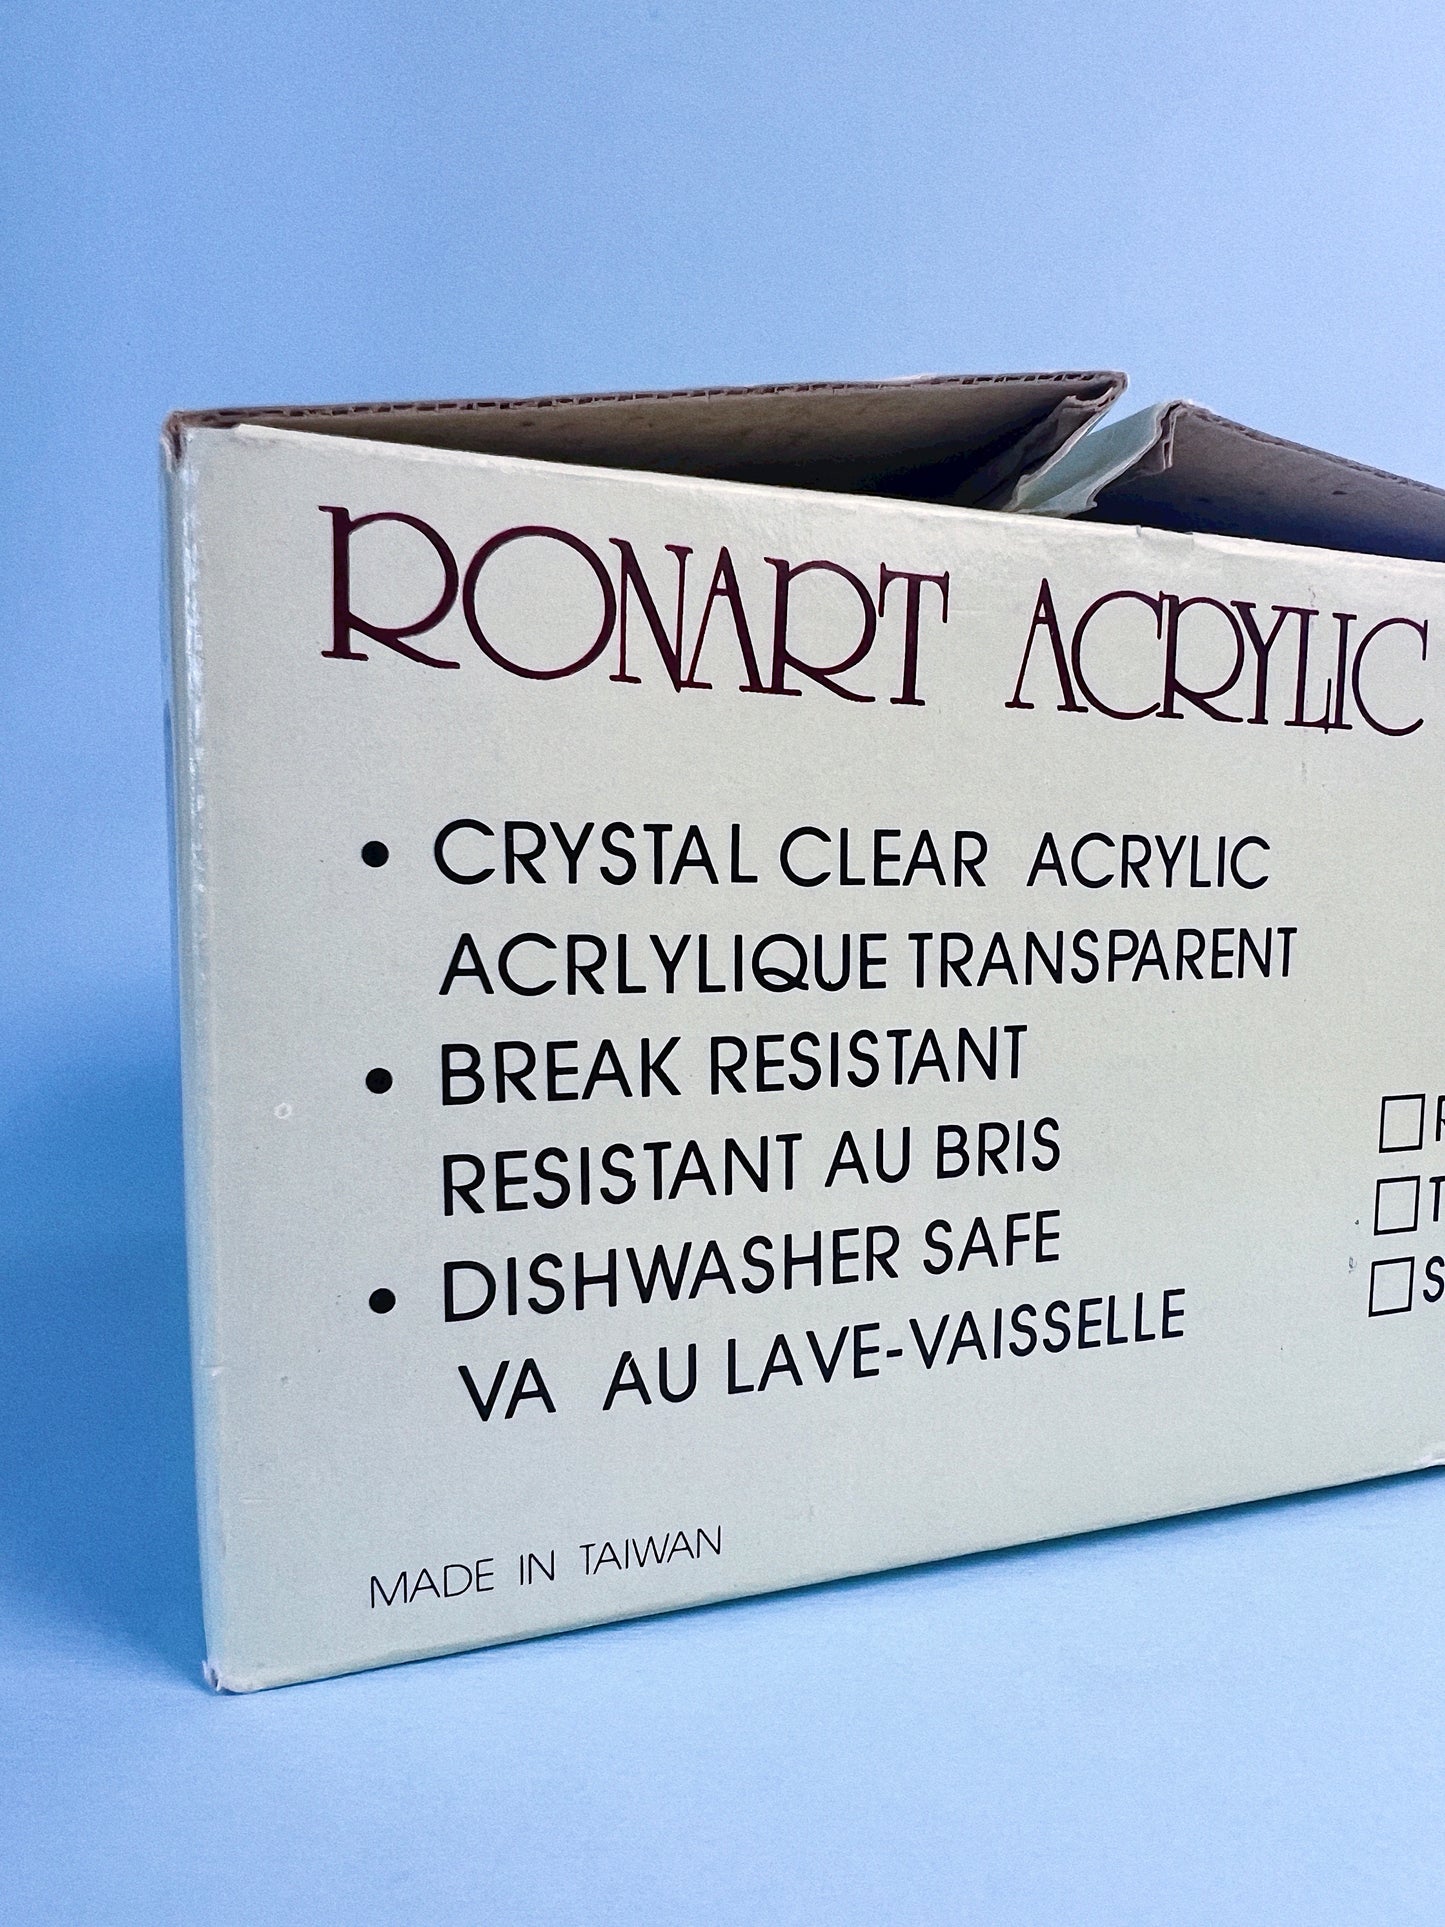 RONART ACRYLIC
• CRYSTAL CLEAR ACRYLIC
ACRLYLIQUE TRANSPARENT
• BREAK RESISTANT
RESISTANT AU BRIS
• DISHWASHER SAFE
VA AU LAVE-VAISSELLE
MADE IN TAIWAN